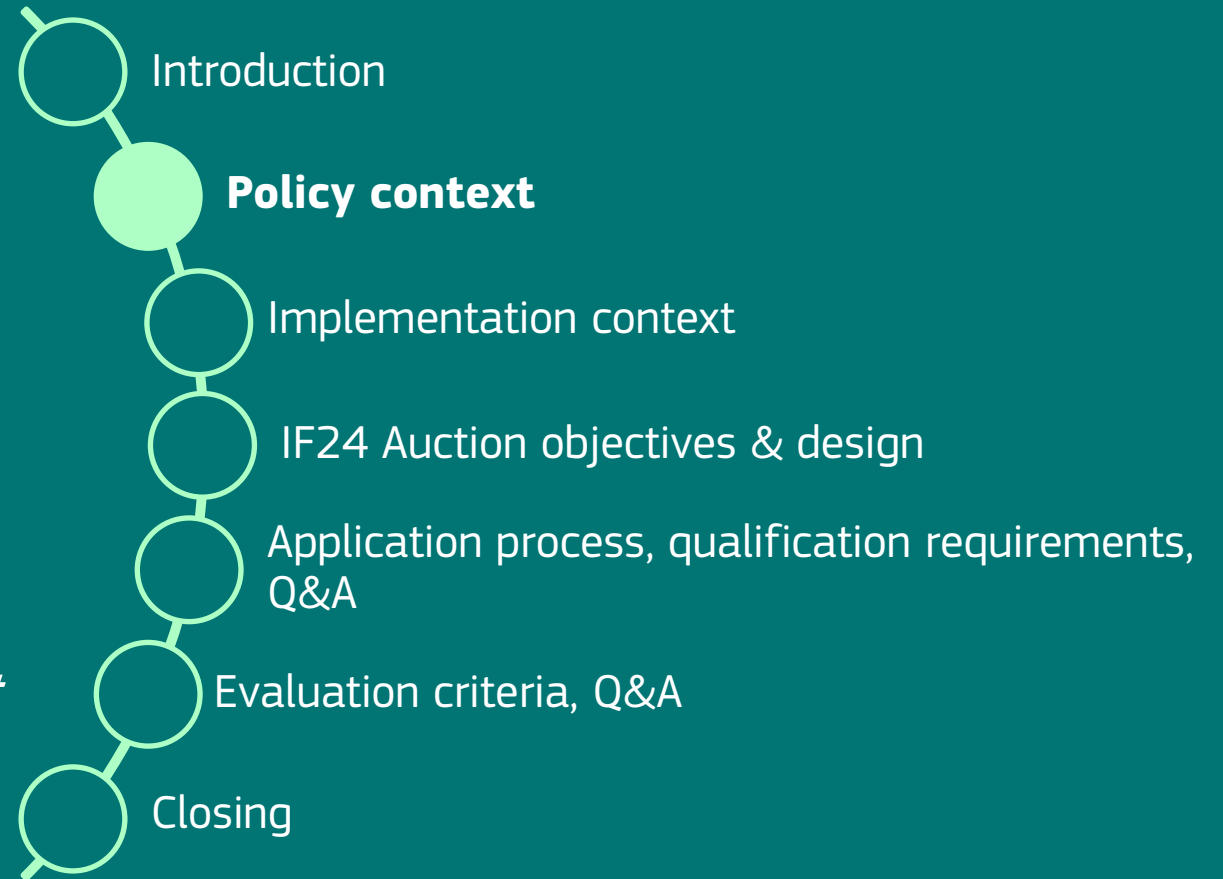 Introduction
Policy context
Implementation context
IF24 Auction objectives & design
Application process, qualification requirements,
Q&A
Evaluation criteria, Q&A
Closing